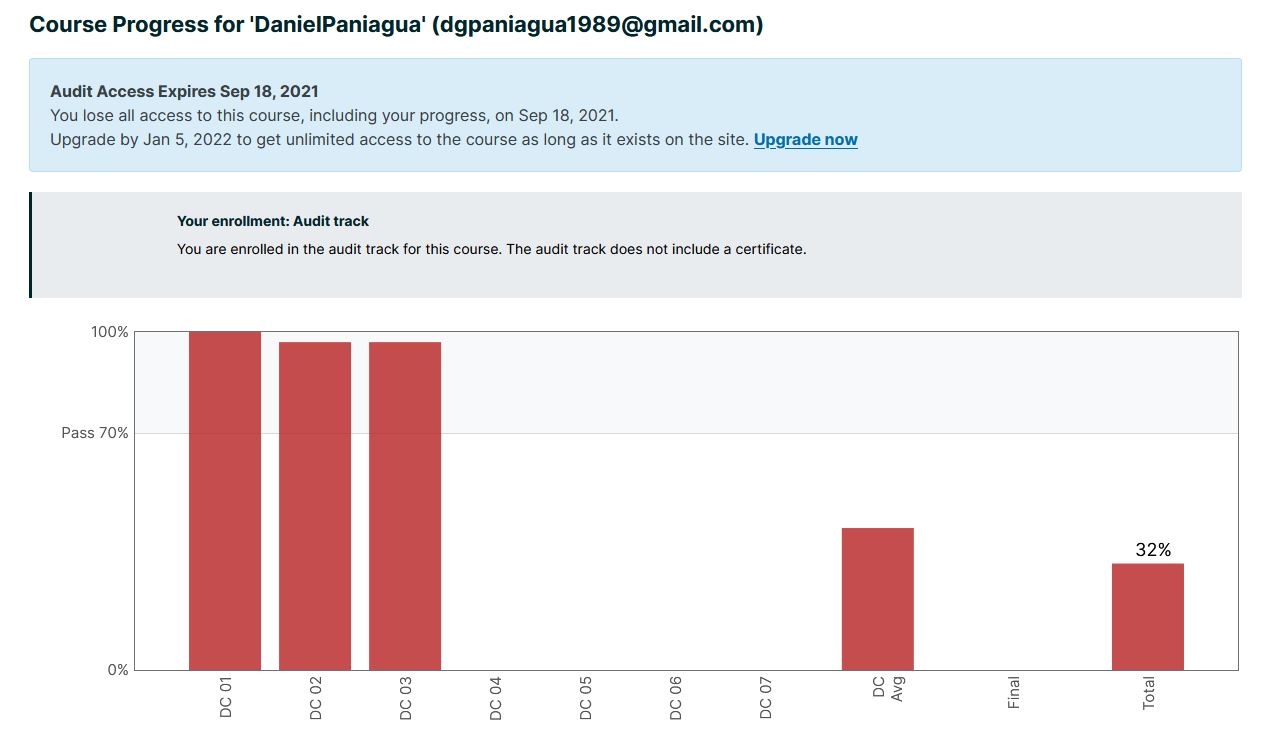 Course Progress for 'DanielPaniagua' (dgpaniagua1989@gmail.com)
Audit Access Expires Sep 18, 2021
You lose all access to this course, including your progress, on Sep 18, 2021.
Upgrade by Jan 5, 2022 to get unlimited access to the course as long as it exists on the site. Upgrade now
Your enrollment: Audit track
You are enrolled in the audit track for this course. The audit track does not include a certificate.
100%
Pass 70%
32%
0%
DC 01
DC 02
DC 03
DC 04
DC 05
DC 06
DC 07
DC
Avg
Final
Total